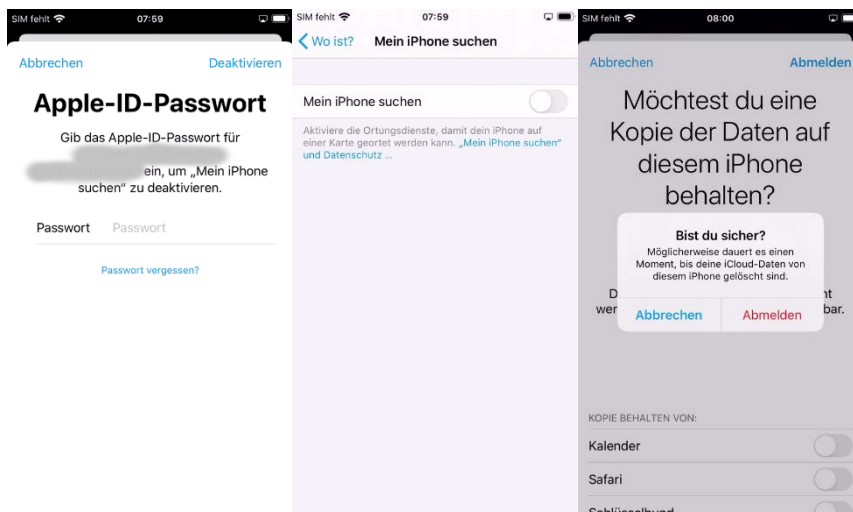 SIM fehlt 07:59
Abbrechen Deaktivieren
Apple-ID-Passwort
Gib das Apple-ID-Passwort für
ein, um „Mein iPhone
suchen“ zu deaktivieren.
Passwort Passwort
Passwort vergessen?
SIM fehlt 07:59
Wo ist? Mein iPhone suchen
Mein iPhone suchen
Aktiviere die Ortungsdienste, damit dein iPhone auf
einer Karte geortet werden kann. „Mein iPhone suchen“
und Datenschutz ...
SIM fehlt 08:00
Abbrechen Abmelden
Möchtest du eine
Kopie der Daten auf
diesem iPhone
behalten?
Bist du sicher?
Möglicherweise dauert es einen
Moment, bis deine iCloud-Daten von
diesem iPhone gelöscht sind.
Abbrechen Abmelden
KOPIE BEHALTEN VON:
Kalender
Safari